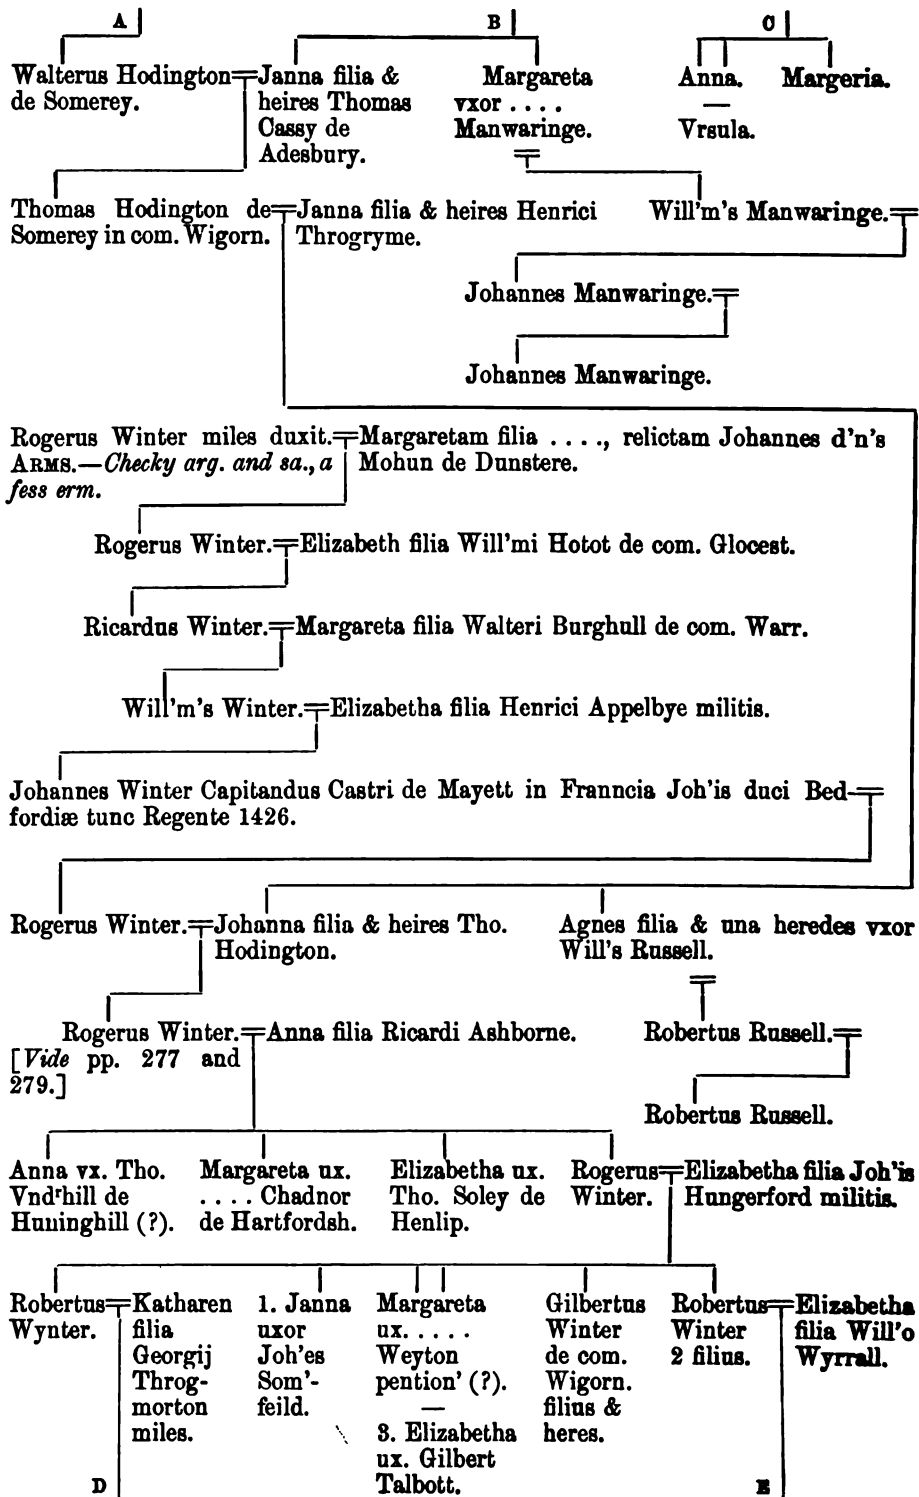 A B C
Walterus Hodington Janna filia & Margareta Anna. Margeria.
de Somerey. heires Thomas vxor . . . . —
Cassy de Manwaringe. Vrsula.
Adesbury.
Thomas Hodington de Janna filia & heires Henrici Will'm's Manwaringe.
Somerey in com. Wigorn. Throgryme.
Johannes Manwaringe.
Johannes Manwaringe.
Rogerus Winter miles duxit. Margaretam filia . . . ., relictam Johannes d'n's
ARMS.—Checky arg. and sa., a Mohun de Dunstere.
fess erm.
Rogerus Winter. Elizabeth filia Will'mi Hotot de com. Glocest.
Ricardus Winter. Margareta filia Walteri Burghull de com. Warr.
Will'm's Winter. Elizabetha filia Henrici Appelbye militis.
Johannes Winter Capitandus Castri de Mayett in Franncia Joh'is duci Bed-
fordiæ tunc Regente 1426.
Rogerus Winter. Johanna filia & heires Tho. Agnes filia & una heredes vxor
Hodington. Will's Russell.
Rogerus Winter. Anna filia Ricardi Ashborne. Robertus Russell.
[Vide pp. 277 and
279.]
Robertus Russell.
Anna vx. Tho. Margareta ux. Elizabetha ux. Rogerus Elizabetha filia Joh'is
Vnd'hill de . . . . Chadnor Tho. Soley de Winter. Hungerford militis.
Huninghill (?). de Hartfordsh. Henlip.
Robertus Katharen 1. Janna Margareta Gilbertus Robertus Elizabetha
Wynter. filia uxor ux. . . . . Winter Winter filia Will'o
Georgij Joh'es Weyton de com. 2 filius. Wyrrall.
Throg- Som'- pention' (?). Wigorn.
morton feild. — filius &
miles. 3. Elizabetha heres.
ux. Gilbert
D Talbott. E